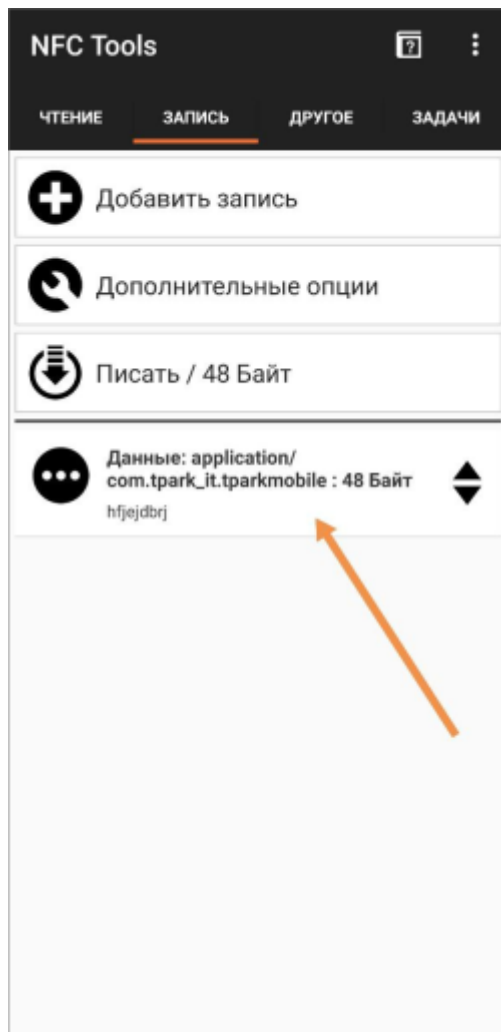 NFC Tools
ЧТЕНИЕ ЗАПИСЬ ДРУГОЕ ЗАДАЧИ
Добавить запись
Дополнительные опции
Писать / 48 Байт
Данные: application/
com.tpark_it.tparkmobile : 48 Байт
hfjejdbrj